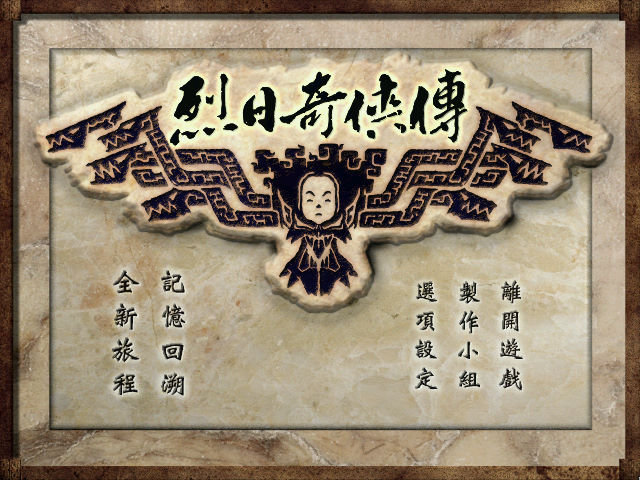 烈日奇俠傳
全新旅程
記憶回溯
選項設定
製作小組
離開遊戲